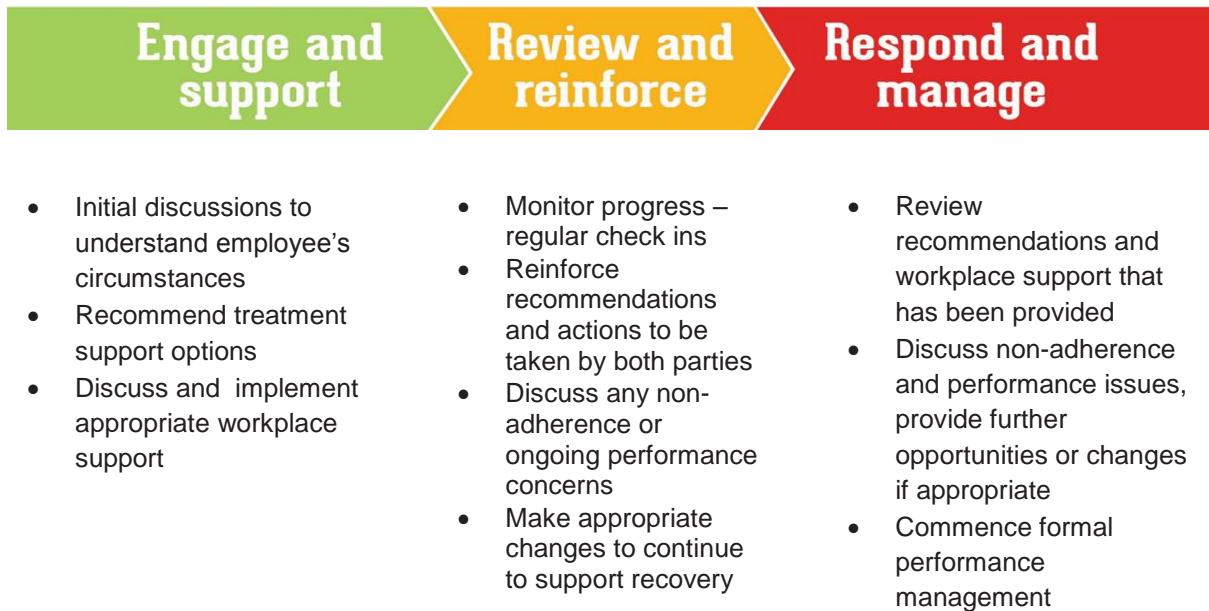 Engage and
support
Review and
reinforce
Respond and
manage
• Initial discussions to
understand employee’s
circumstances
• Recommend treatment
support options
• Discuss and implement
appropriate workplace
support
• Monitor progress –
regular check ins
• Reinforce
recommendations
and actions to be
taken by both parties
• Discuss any non-
adherence or
ongoing performance
concerns
• Make appropriate
changes to continue
to support recovery
• Review
recommendations and
workplace support that
has been provided
• Discuss non-adherence
and performance issues,
provide further
opportunities or changes
if appropriate
• Commence formal
performance
management